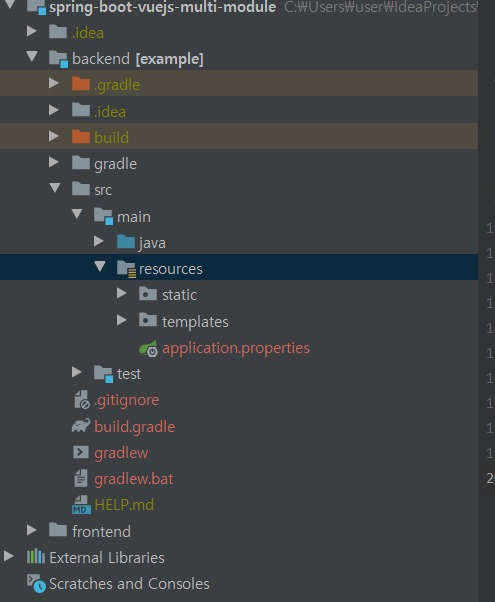 spring-boot-vuejs-multi-module C:₩Users₩user₩IdeaProjects₩
.idea
backend [example]
.gradle
.idea
build
gradle
src
main
java
resources
static
templates
application.properties
test
.gitignore
build.gradle
gradlew
gradlew.bat
HELP.md
frontend
External Libraries
Scratches and Consoles